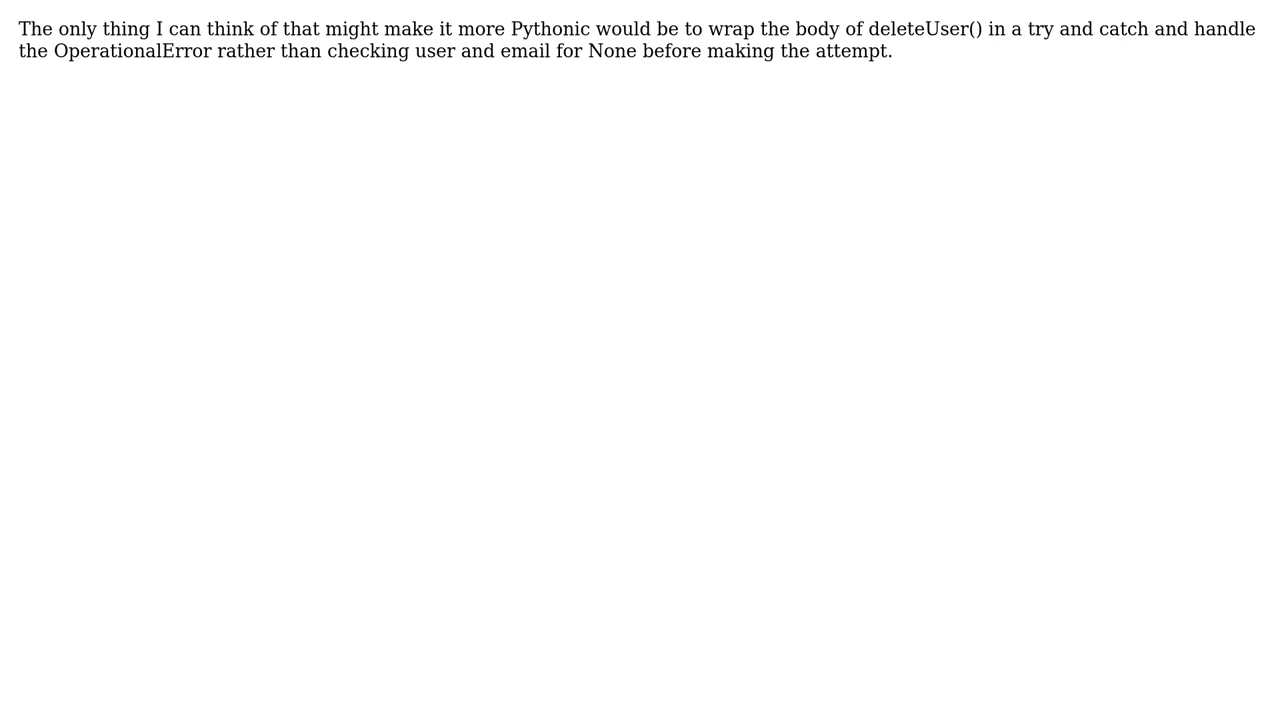 The only thing I can think of that might make it more Pythonic would be to wrap the body of deleteUser() in a try and catch and handle
the OperationalError rather than checking user and email for None before making the attempt.